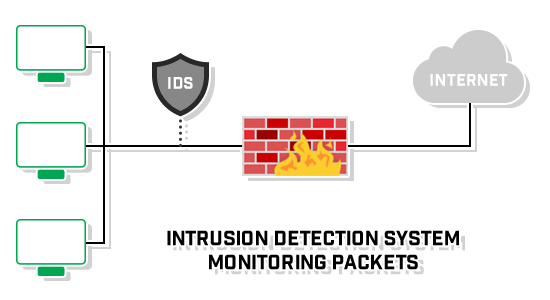 IDS
INTERNET
INTRUSION DETECTION SYSTEM
MONITORING PACKETS